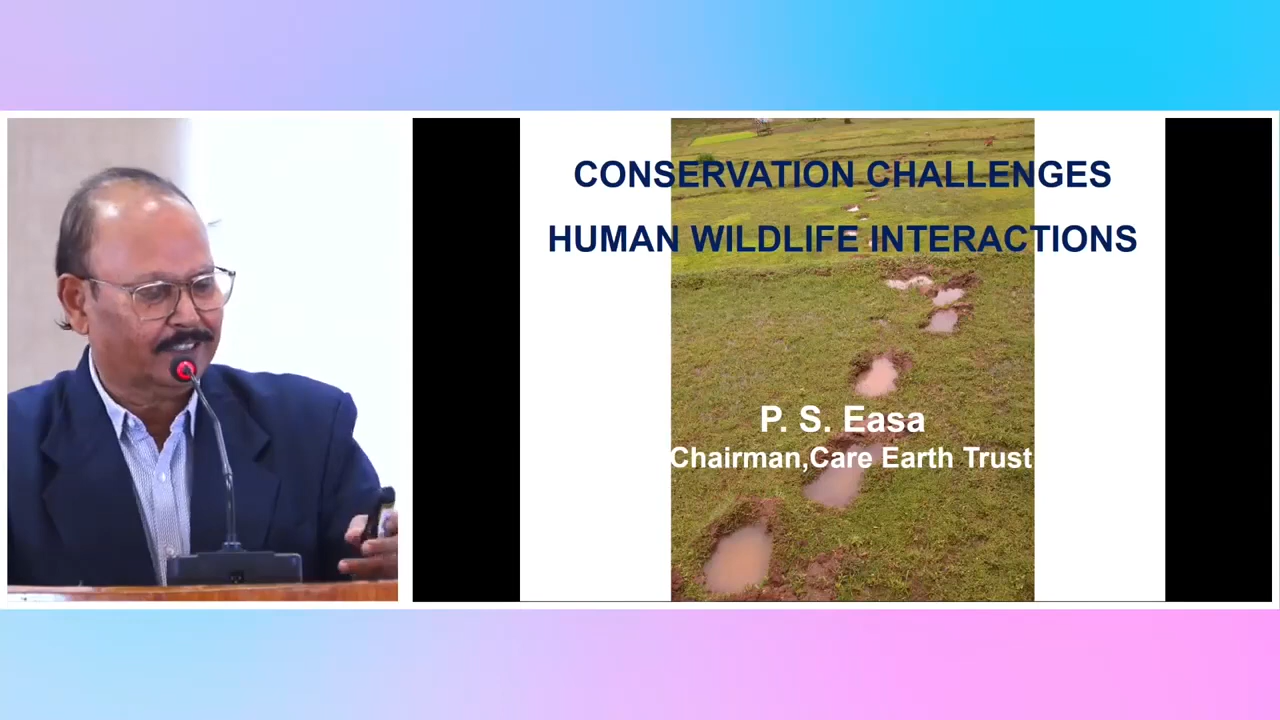 CONSERVATION CHALLENGES
HUMAN WILDLIFE INTERACTIONS
P. S. Easa
Chairman,Care Earth Trust